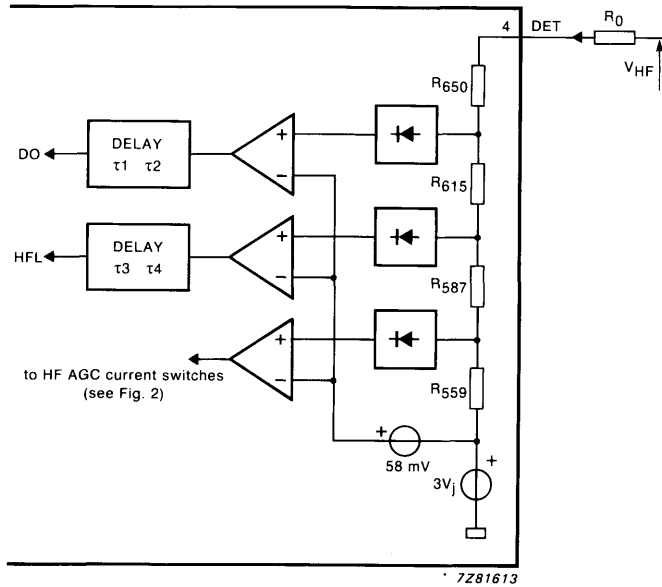 4 DET R0
VHF
R650
+
DO DELAY
τ1 τ2
−
R615
HFL DELAY
τ3 τ4
+
−
R587
+
to HF AGC current switches
(see Fig. 2)
−
R559
+
58 mV
+
3Vj
7Z81613